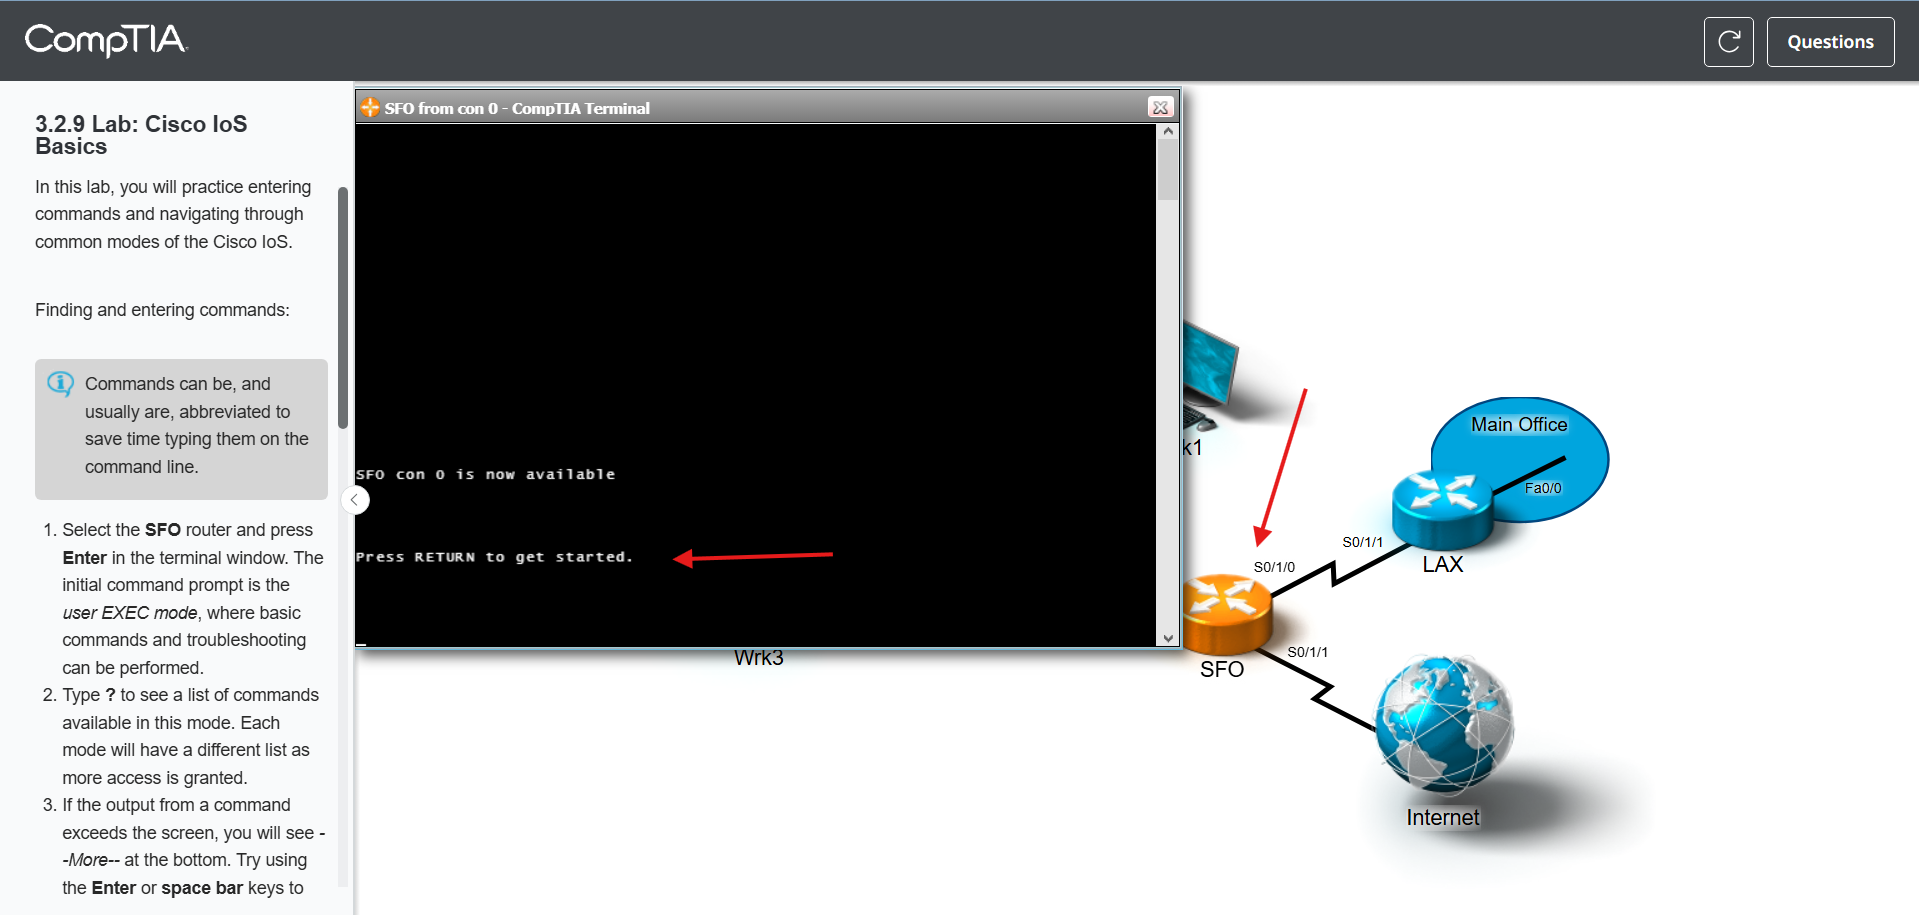 CompTIA
Questions
3.2.9 Lab: Cisco IoS
Basics
In this lab, you will practice entering
commands and navigating through
common modes of the Cisco IoS.
Finding and entering commands:
Commands can be, and
usually are, abbreviated to
save time typing them on the
command line.
1. Select the SFO router and press
Enter in the terminal window. The
initial command prompt is the
user EXEC mode, where basic
commands and troubleshooting
can be performed.
2. Type ? to see a list of commands
available in this mode. Each
mode will have a different list as
more access is granted.
3. If the output from a command
exceeds the screen, you will see -
-More-- at the bottom. Try using
the Enter or space bar keys to
SFO from con 0 - CompTIA Terminal
SFO con 0 is now available
Press RETURN to get started.
k1
Main Office
Fa0/0
S0/1/1
LAX
S0/1/0
SFO
S0/1/1
Wrk3
Internet